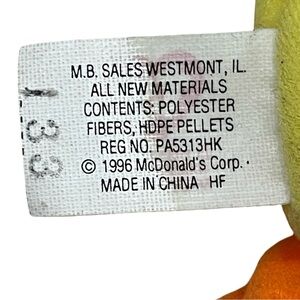 M.B. SALES WESTMONT, IL.
ALL NEW MATERIALS
CONTENTS: POLYESTER
FIBERS, HDPE PELLETS
REG NO. PA5313HK
© 1996 McDonald's Corp.
MADE IN CHINA HF